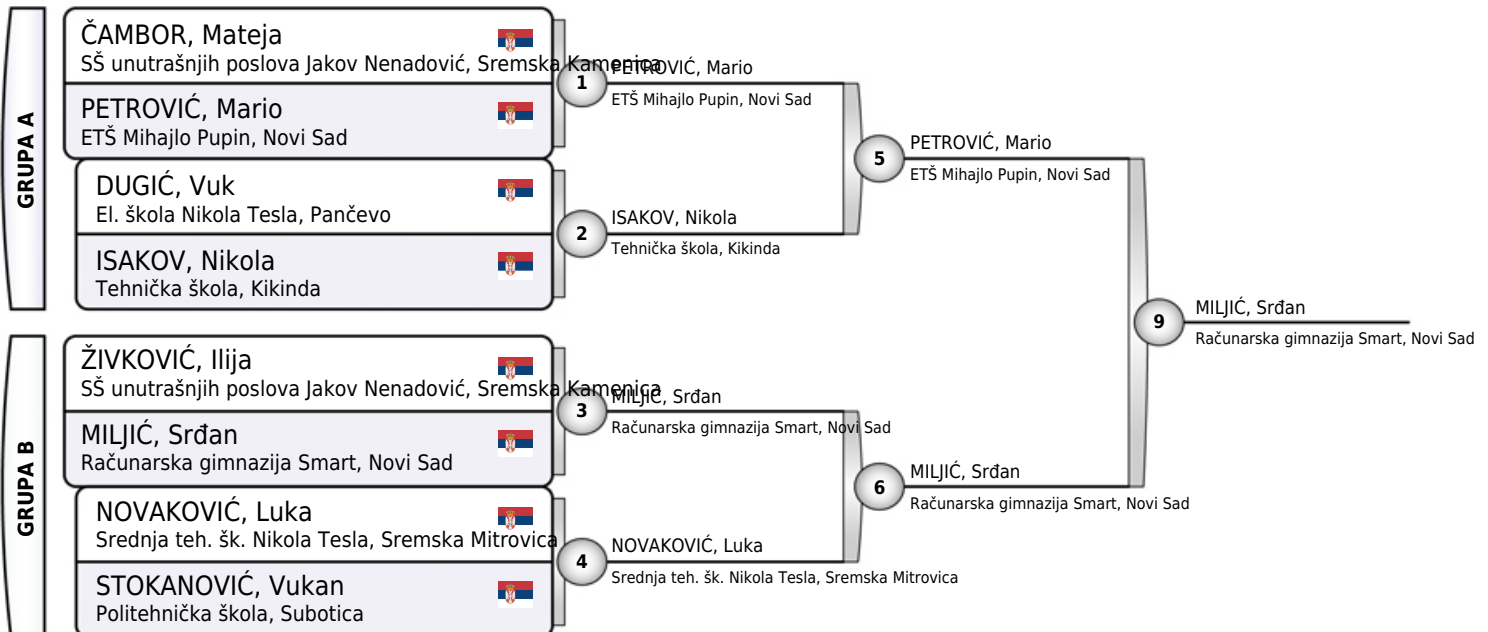 GRUPA A
ČAMBOR, Mateja
SŠ unutrašnjih poslova Jakov Nenadović, Sremska Kamenica
PETROVIĆ, Mario
ETŠ Mihajlo Pupin, Novi Sad
DUGIĆ, Vuk
El. škola Nikola Tesla, Pančevo
ISAKOV, Nikola
Tehnička škola, Kikinda
1
PETROVIĆ, Mario
ETŠ Mihajlo Pupin, Novi Sad
2
ISAKOV, Nikola
Tehnička škola, Kikinda
5
PETROVIĆ, Mario
ETŠ Mihajlo Pupin, Novi Sad
GRUPA B
ŽIVKOVIĆ, Ilija
SŠ unutrašnjih poslova Jakov Nenadović, Sremska Kamenica
MILJIĆ, Srđan
Računarska gimnazija Smart, Novi Sad
NOVAKOVIĆ, Luka
Srednja teh. šk. Nikola Tesla, Sremska Mitrovica
STOKANOVIĆ, Vukan
Politehnička škola, Subotica
3
MILJIĆ, Srđan
Računarska gimnazija Smart, Novi Sad
4
NOVAKOVIĆ, Luka
Srednja teh. šk. Nikola Tesla, Sremska Mitrovica
6
MILJIĆ, Srđan
Računarska gimnazija Smart, Novi Sad
9
MILJIĆ, Srđan
Računarska gimnazija Smart, Novi Sad